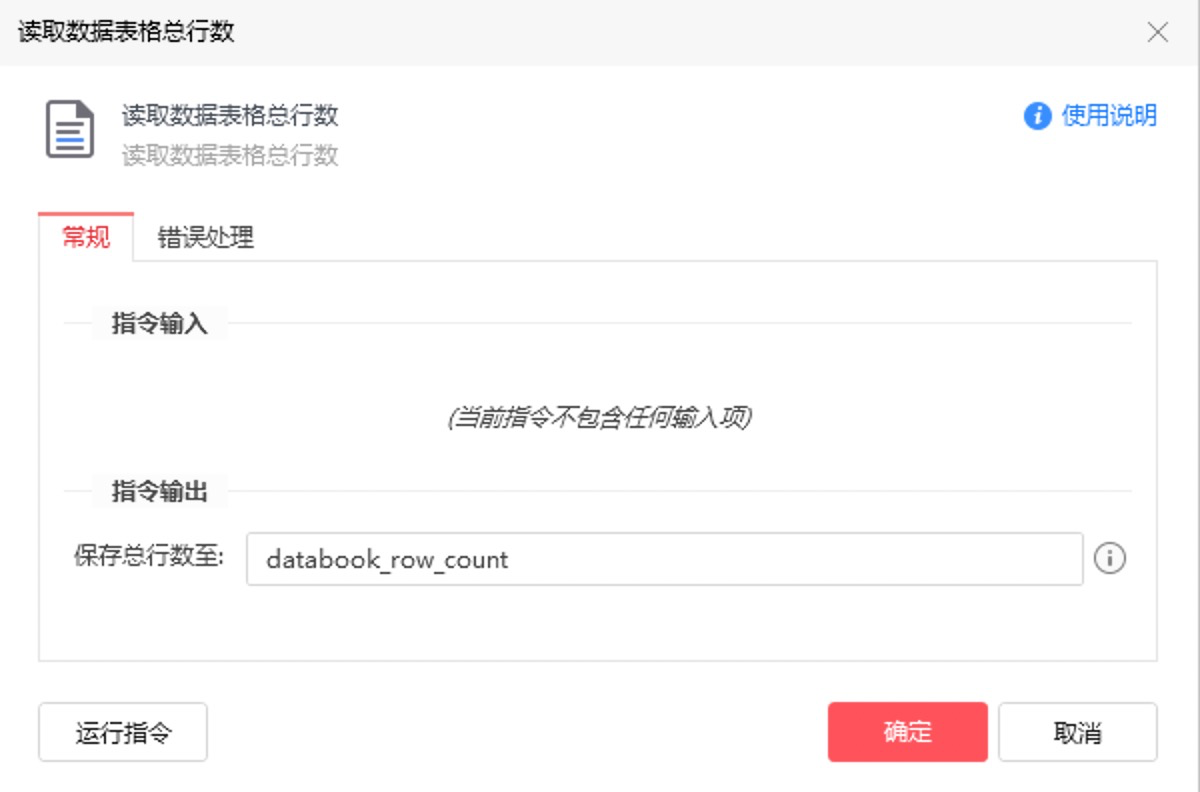 读取数据表格总行数
读取数据表格总行数
使用说明
读取数据表格总行数
常规
错误处理
指令输入
(当前指令不包含任何输入项)
指令输出
保存总行数至:
databook_row_count
运行指令
确定
取消